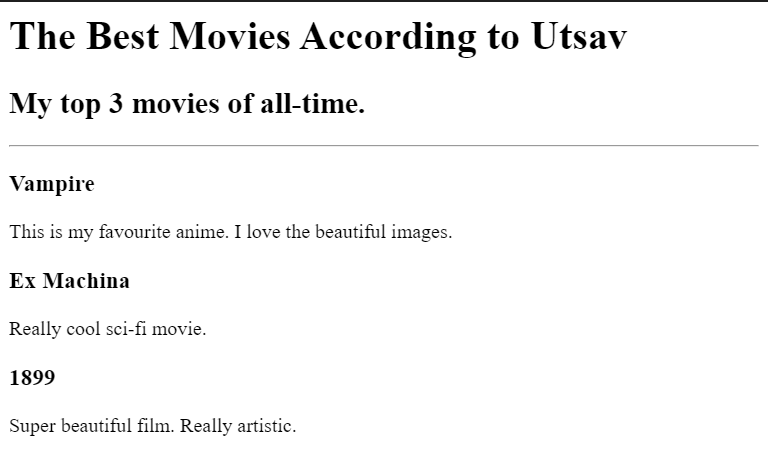 The Best Movies According to Utsav
My top 3 movies of all-time.
Vampire
This is my favourite anime. I love the beautiful images.
Ex Machina
Really cool sci-fi movie.
1899
Super beautiful film. Really artistic.